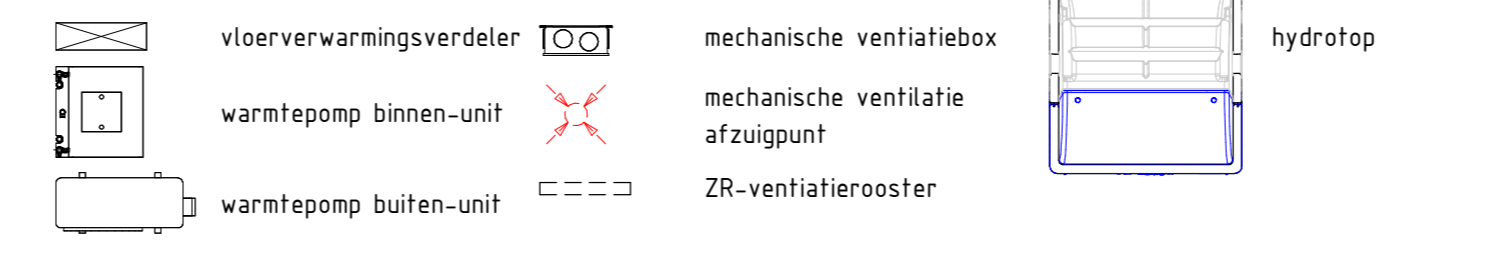 vloerverwarmingsverdeler
warmtepomp binnen-unit
warmtepomp buiten-unit
mechanische ventiatiebox
mechanische ventilatie
afzuigpunt
ZR-ventiatierooster
hydrotop